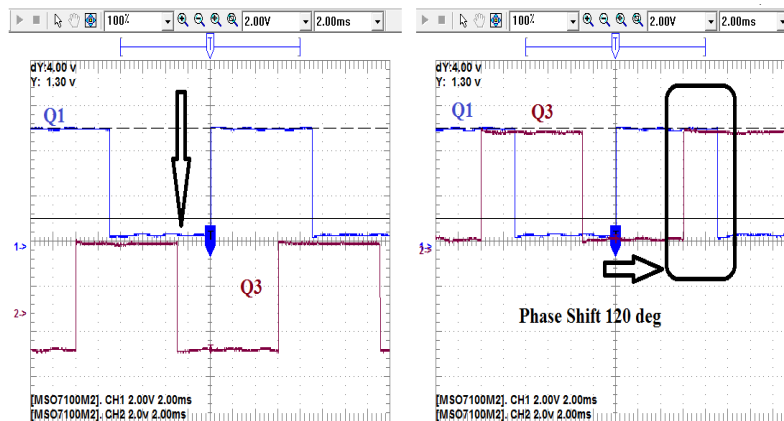 100% 2.00V 2.00ms
T
dY:4.00 v
Y: 1.30 v
Q1
1->
Q3
2->
[MSO7100M2]. CH1 2.00V 2.00ms
[MSO7100M2]. CH2 2.0v 2.00ms
100% 2.00V 2.00ms
T
dY:4.00 v
Y: 1.30 v
Q1 Q3
2->
Phase Shift 120 deg
[MSO7100M2]. CH1 2.00V 2.00ms
[MSO7100M2]. CH2 2.0v 2.00ms